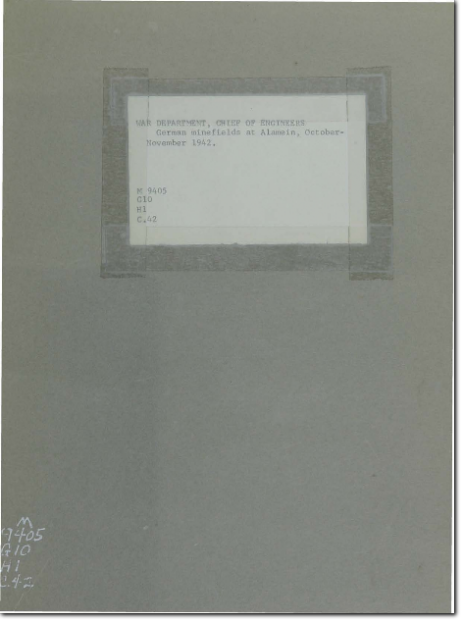 WAR DEPARTMENT, CHIEF OF ENGINEERS
German minefields at Alamein, October-
November 1942.
M 9405
G10
H1
C.42
M
9405
G10
H1
C.42